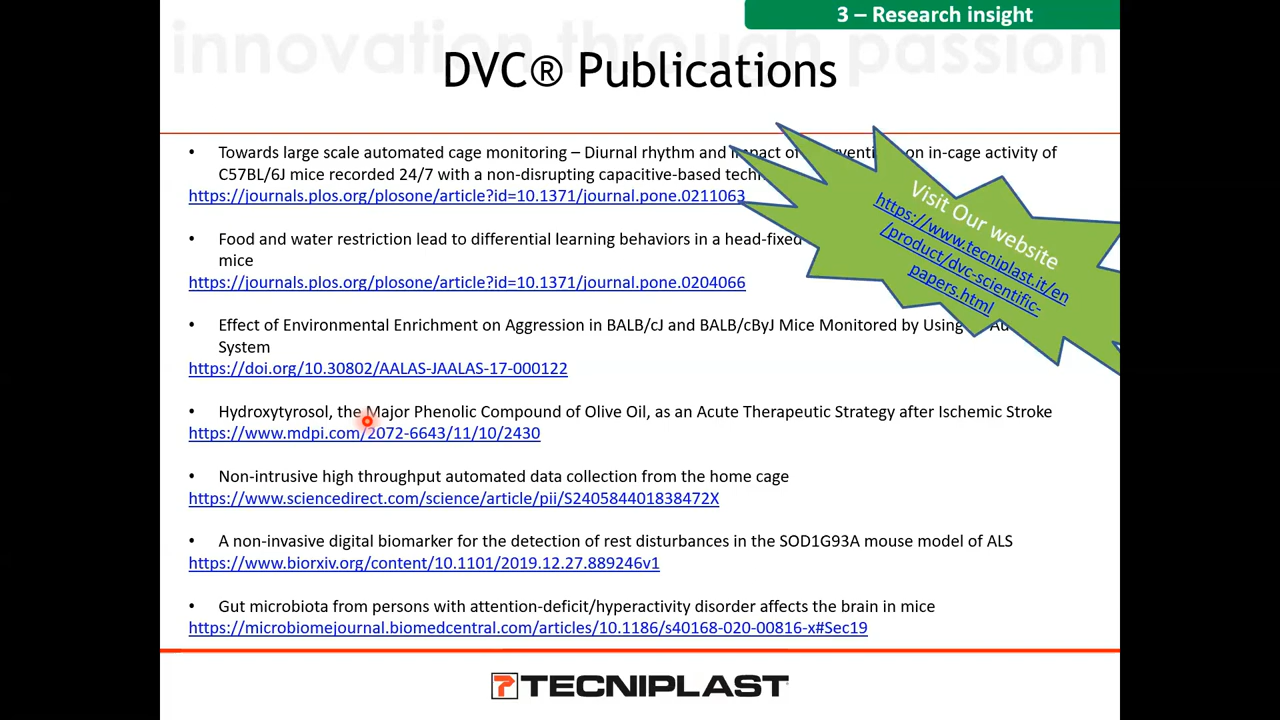 3 – Research insight
innovation through passion
DVC® Publications
• Towards large scale automated cage monitoring – Diurnal rhythm and impact of on in-cage activity of
C57BL/6J mice recorded 24/7 with a non-disrupting capacitive-based
https://journals.plos.org/plosone/article?id=10.1371/journal.pone.0211063
• Food and water restriction lead to differential learning behaviors in a head-fixed
mice
https://journals.plos.org/plosone/article?id=10.1371/journal.pone.0204066
• Effect of Environmental Enrichment on Aggression in BALB/cJ and BALB/cByJ Mice Monitored by Using
System
https://doi.org/10.30802/AALAS-JAALAS-17-000122
• Hydroxytyrosol, the Major Phenolic Compound of Olive Oil, as an Acute Therapeutic Strategy after Ischemic Stroke
https://www.mdpi.com/2072-6643/11/10/2430
• Non-intrusive high throughput automated data collection from the home cage
https://www.sciencedirect.com/science/article/pii/S240584401838472X
• A non-invasive digital biomarker for the detection of rest disturbances in the SOD1G93A mouse model of ALS
https://www.biorxiv.org/content/10.1101/2019.12.27.889246v1
• Gut microbiota from persons with attention-deficit/hyperactivity disorder affects the brain in mice
https://microbiomejournal.biomedcentral.com/articles/10.1186/s40168-020-00816-x#Sec19
Visit Our website
https://www.tecniplast.it/en
/product/dvc-scientific-
papers.html
TECNIPLAST